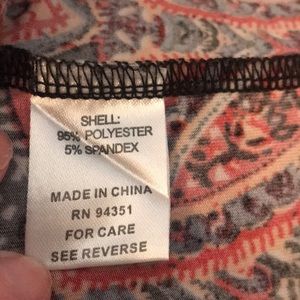 SHELL:
95% POLYESTER
5% SPANDEX
MADE IN CHINA
RN 94351
FOR CARE
SEE REVERSE